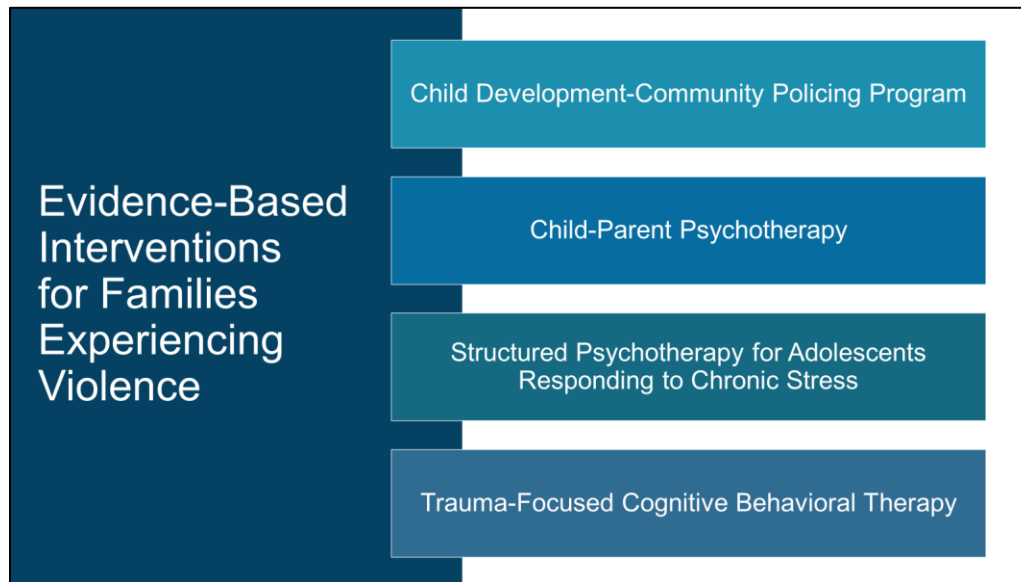 Evidence-Based
Interventions
for Families
Experiencing
Violence
Child Development-Community Policing Program
Child-Parent Psychotherapy
Structured Psychotherapy for Adolescents
Responding to Chronic Stress
Trauma-Focused Cognitive Behavioral Therapy